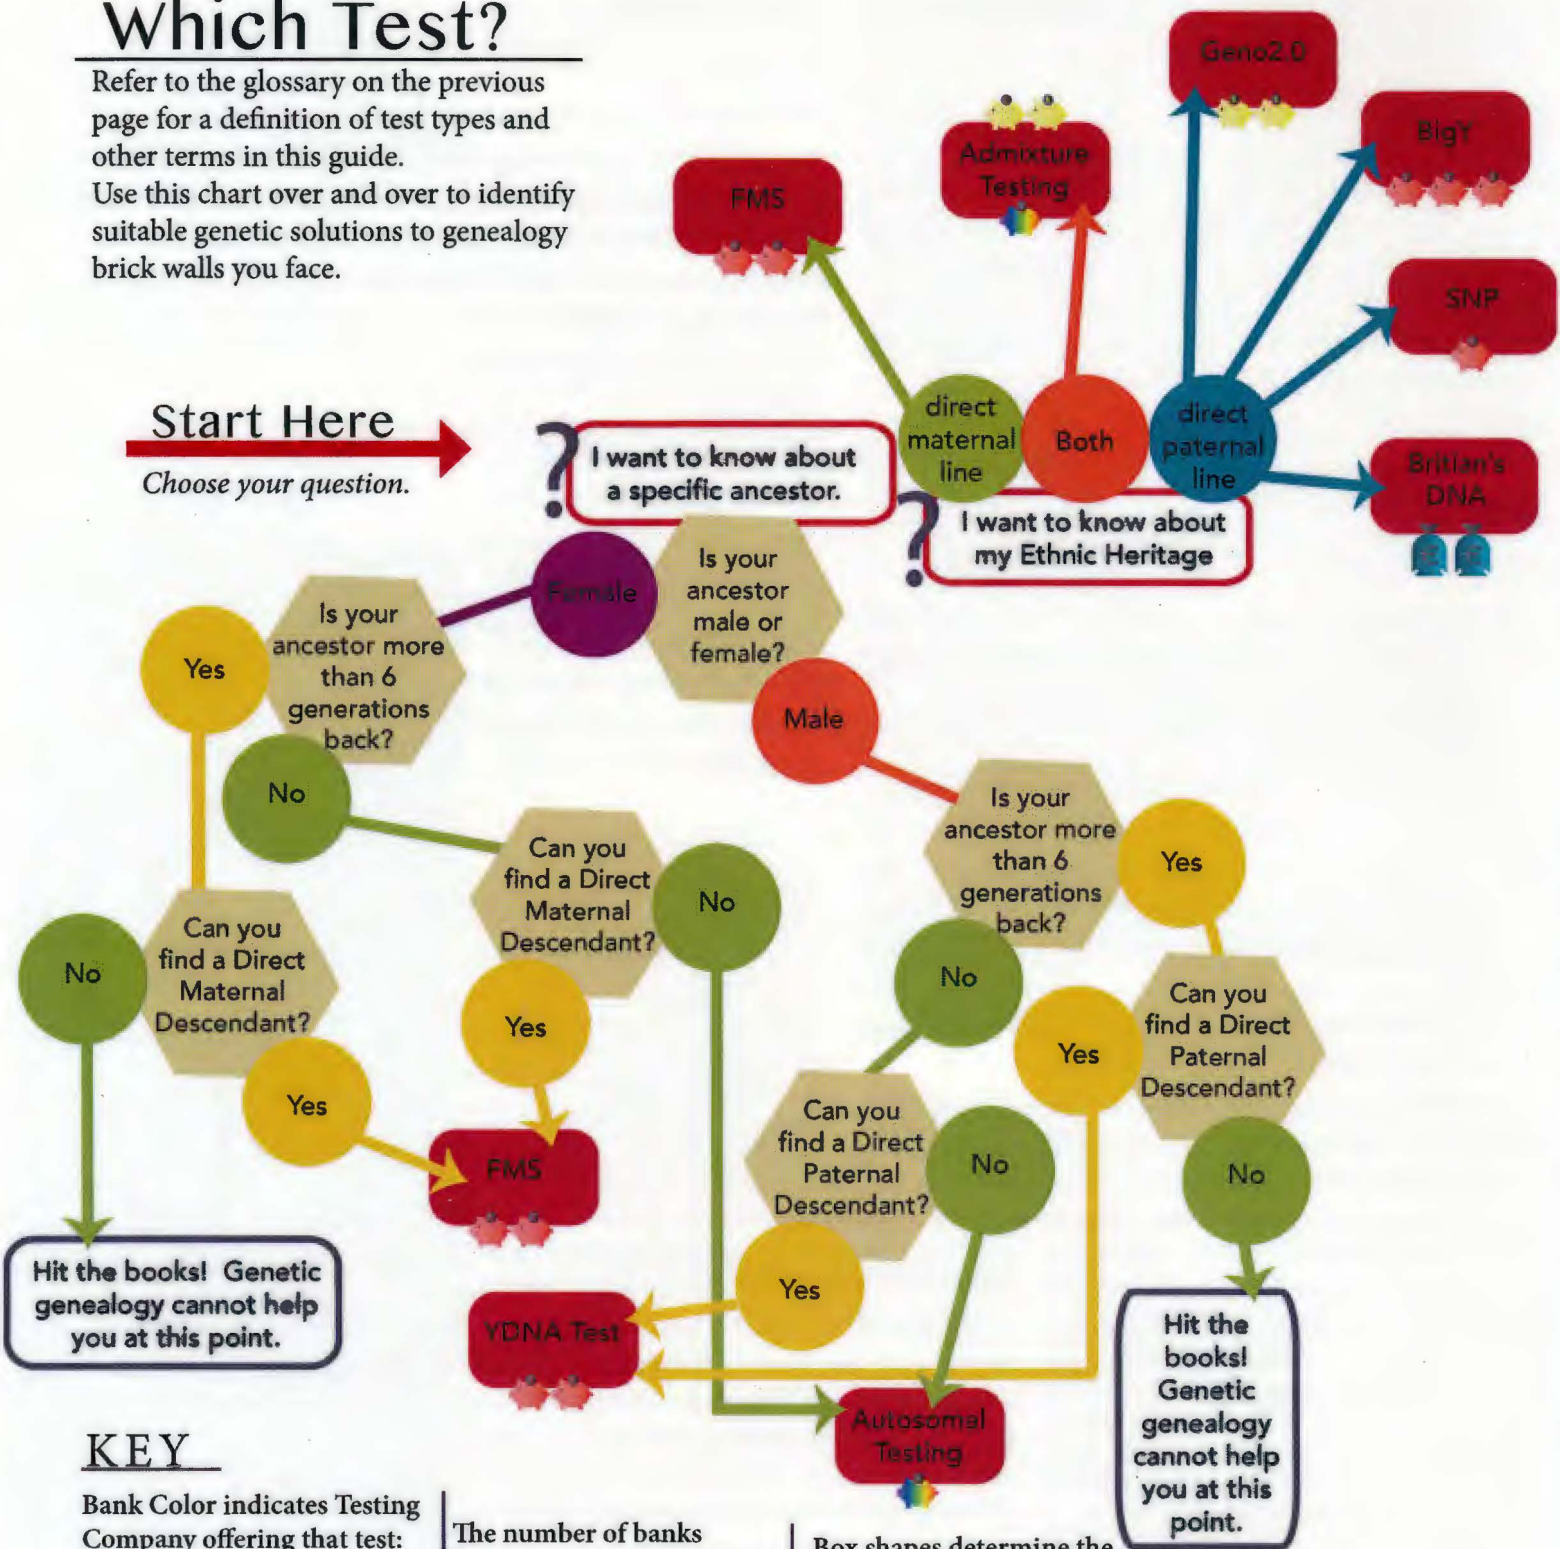 Which Test?
Refer to the glossary on the previous
page for a definition of test types and
other terms in this guide.
Use this chart over and over to identify
suitable genetic solutions to genealogy
brick walls you face.
Geno2.0
BigY
Admixture
Testing
FMS
SNP
Britian's
DNA
direct
maternal
line
Both
direct
paternal
line
Start Here
Choose your question.
?
I want to know about
a specific ancestor.
?
I want to know about
my Ethnic Heritage
Is your
ancestor
male or
female?
Female
Male
Is your
ancestor more
than 6
generations
back?
Yes
No
Can you
find a Direct
Maternal
Descendant?
No
Yes
Can you
find a Direct
Maternal
Descendant?
No
Yes
FMS
Hit the books! Genetic
genealogy cannot help
you at this point.
Is your
ancestor more
than 6
generations
back?
Yes
No
Can you
find a Direct
Paternal
Descendant?
Yes
No
Can you
find a Direct
Paternal
Descendant?
No
Yes
YDNA Test
Autosomal
Testing
Hit the
books!
Genetic
genealogy
cannot help
you at this
point.
KEY
Bank Color indicates Testing
Company offering that test:
The number of banks
Box shapes determine the